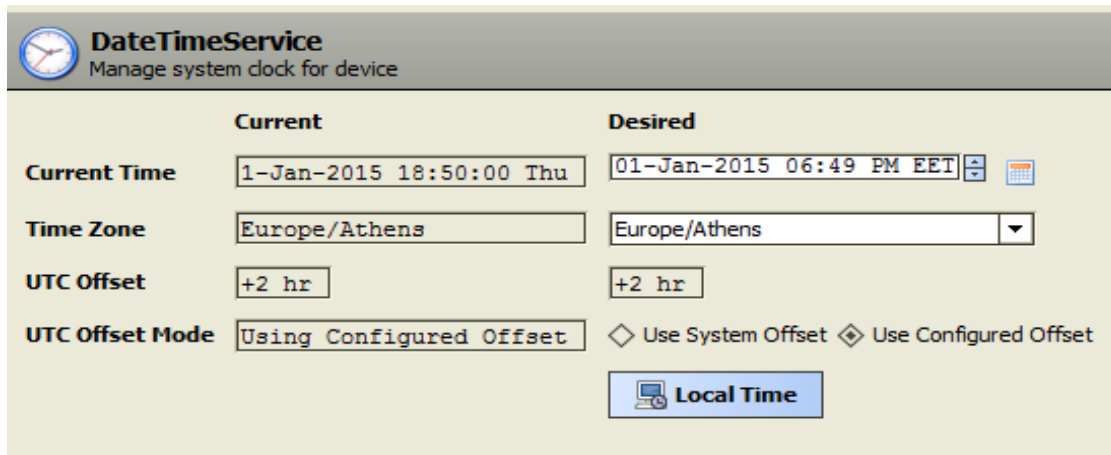 DateTimeService
Manage system clock for device
Current Desired
Current Time 1-Jan-2015 18:50:00 Thu 01-Jan-2015 06:49 PM EET
Time Zone Europe/Athens Europe/Athens
UTC Offset +2 hr +2 hr
UTC Offset Mode Using Configured Offset Use System Offset Use Configured Offset
Local Time